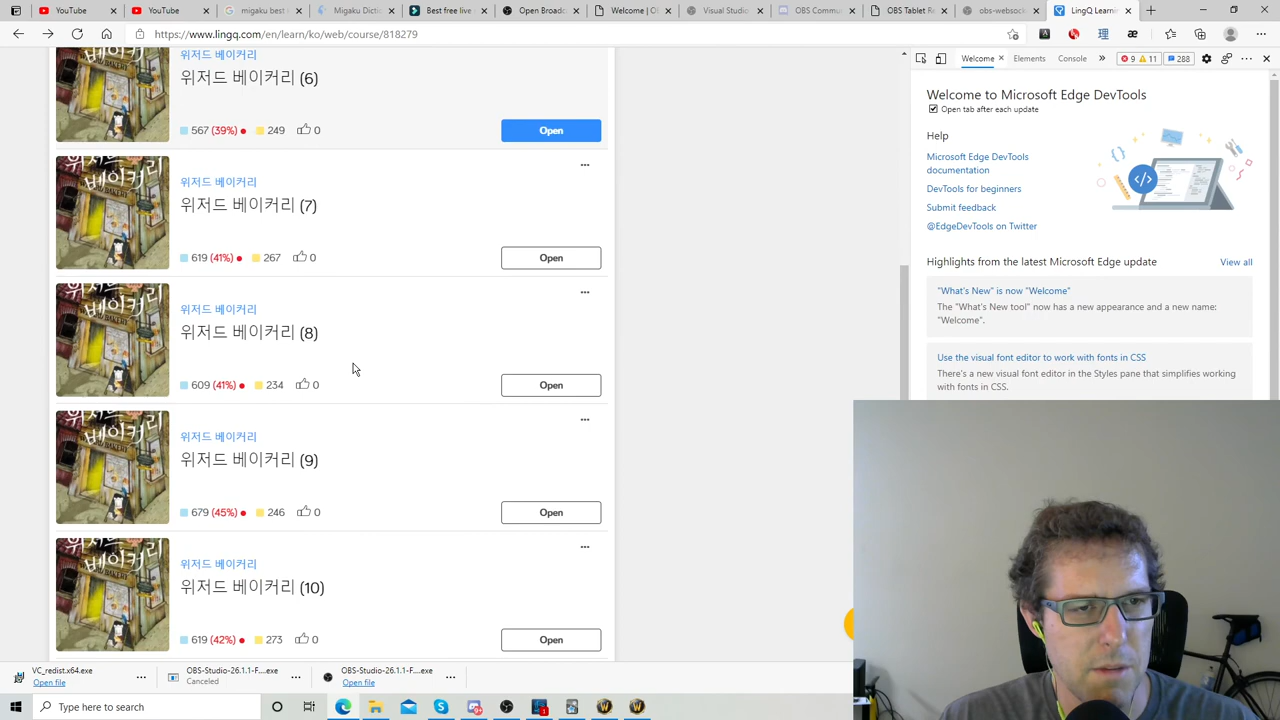 YouTube
YouTube
migaku best s
Migaku Dictio
Best free live
Open Broadc
Welcome | O
Visual Studio
OBS Commu
OBS Tablet Re
obs-websock
LingQ Learnin
https://www.lingq.com/en/learn/ko/web/course/818279
위저드 베이커리
위저드 베이커리 (6)
567 (39%) 249 0
Open
위저드 베이커리
위저드 베이커리 (7)
619 (41%) 267 0
Open
위저드 베이커리
위저드 베이커리 (8)
609 (41%) 234 0
Open
위저드 베이커리
위저드 베이커리 (9)
679 (45%) 246 0
Open
위저드 베이커리
위저드 베이커리 (10)
619 (42%) 273 0
Open
Welcome
Elements
Console
9 11
288
Welcome to Microsoft Edge DevTools
Open tab after each update
Help
Microsoft Edge DevTools
documentation
DevTools for beginners
Submit feedback
@EdgeDevTools on Twitter
Highlights from the latest Microsoft Edge update
View all
"What's New" is now "Welcome"
The "What's New tool" now has a new appearance and a new name:
"Welcome".
Use the visual font editor to work with fonts in CSS
There's a new visual font editor in the Styles pane that simplifies working
with fonts in CSS.
VC_redist.x64.exe
Open file
OBS-Studio-26.1.1-F....exe
Canceled
OBS-Studio-26.1.1-F....exe
Open file
Type here to search